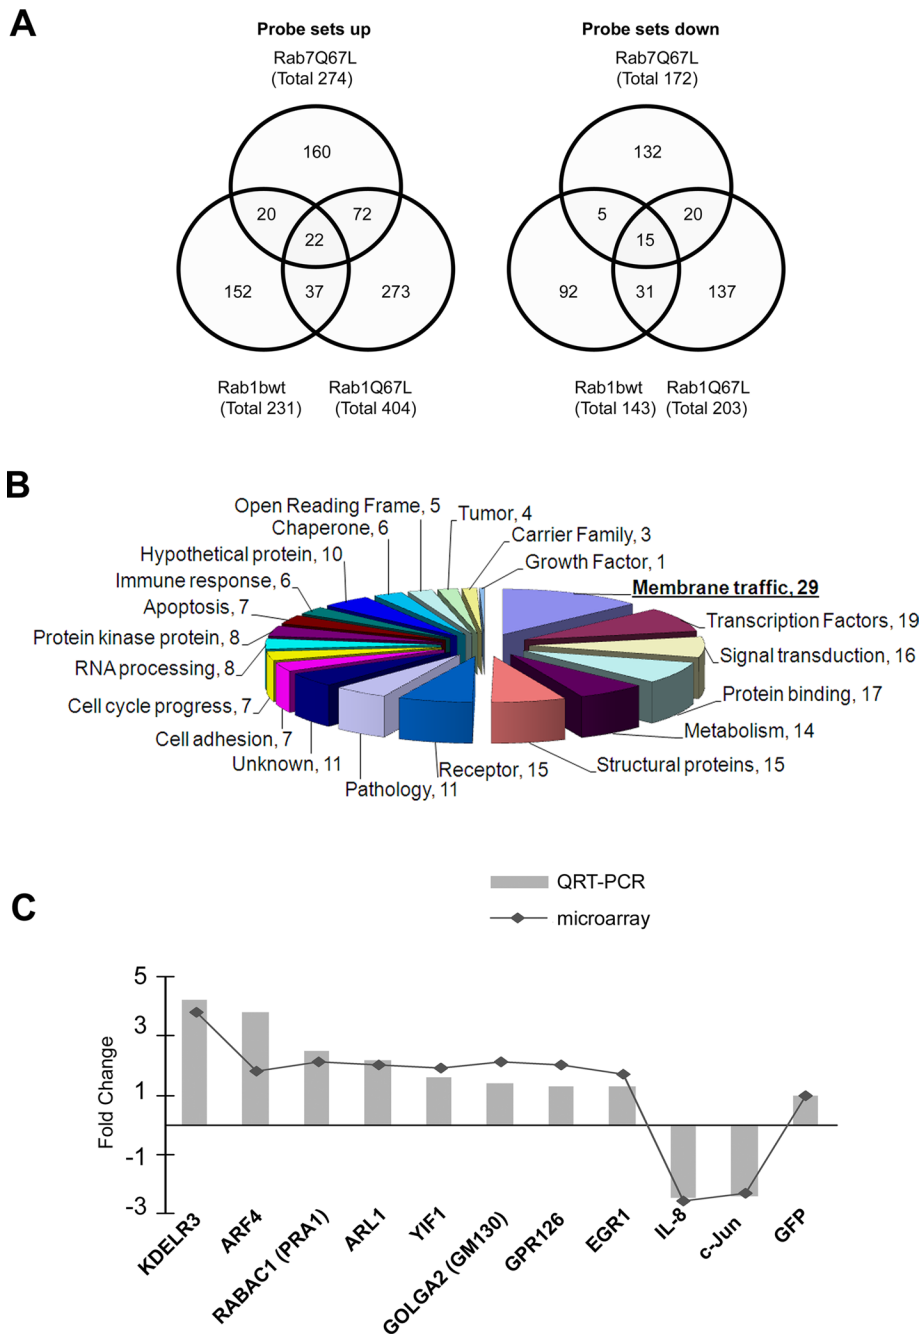 A
Probe sets up
Probe sets down
Rab7Q67L
(Total 274)
Rab7Q67L
(Total 172)
160
132
20
72
5
20
22
15
152
37
273
92
31
137
Rab1bwt
(Total 231)
Rab1Q67L
(Total 404)
Rab1bwt
(Total 143)
Rab1Q67L
(Total 203)
B
Open Reading Frame, 5
Tumor, 4
Chaperone, 6
Carrier Family, 3
Hypothetical protein, 10
Growth Factor, 1
Immune response, 6
Membrane traffic, 29
Apoptosis, 7
Transcription Factors, 19
Protein kinase protein, 8
Signal transduction, 16
RNA processing, 8
Protein binding, 17
Cell cycle progress, 7
Metabolism, 14
Cell adhesion, 7
Structural proteins, 15
Unknown, 11
Receptor, 15
Pathology, 11
C
QRT-PCR
microarray
Fold Change
5
3
1
-1
-3
KDELR3
ARF4
RABAC1 (PRA1)
ARL1
YIF1
GOLGA2 (GM130)
GPR126
EGR1
IL-8
c-Jun
GFP